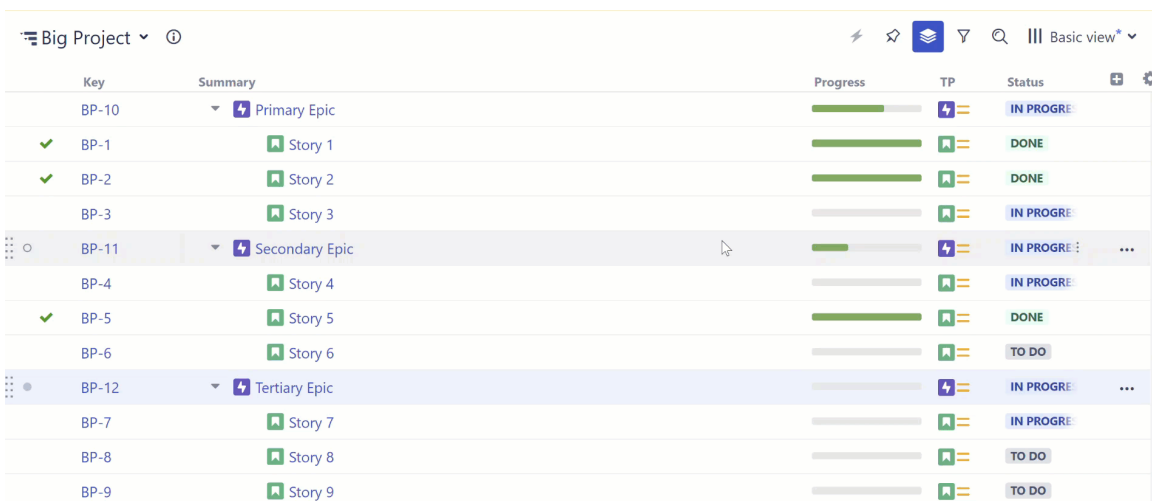 Big Project Basic view*
Key Summary Progress TP Status
BP-10 Primary Epic IN PROGRE
BP-1 Story 1 DONE
BP-2 Story 2 DONE
BP-3 Story 3 IN PROGRE
BP-11 Secondary Epic IN PROGRE
BP-4 Story 4 IN PROGRE
BP-5 Story 5 DONE
BP-6 Story 6 TO DO
BP-12 Tertiary Epic IN PROGRE
BP-7 Story 7 IN PROGRE
BP-8 Story 8 TO DO
BP-9 Story 9 TO DO